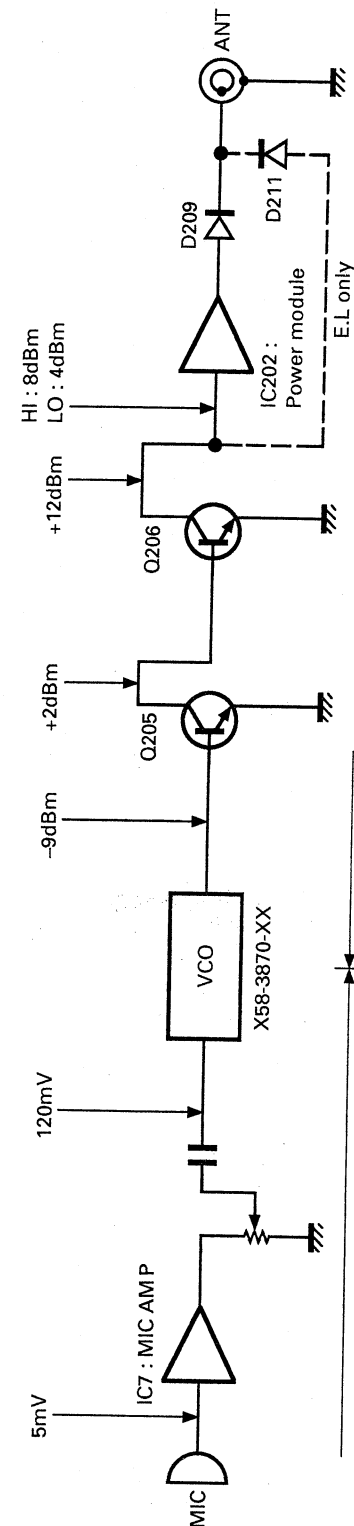 MIC
5mV
IC7 : MIC AMP
120mV
VCO
X58-3870-XX
–9dBm
Q205
+2dBm
Q206
+12dBm
HI : 8dBm
LO : 4dBm
IC202 :
Power module
D209
D211
E.L only
ANT